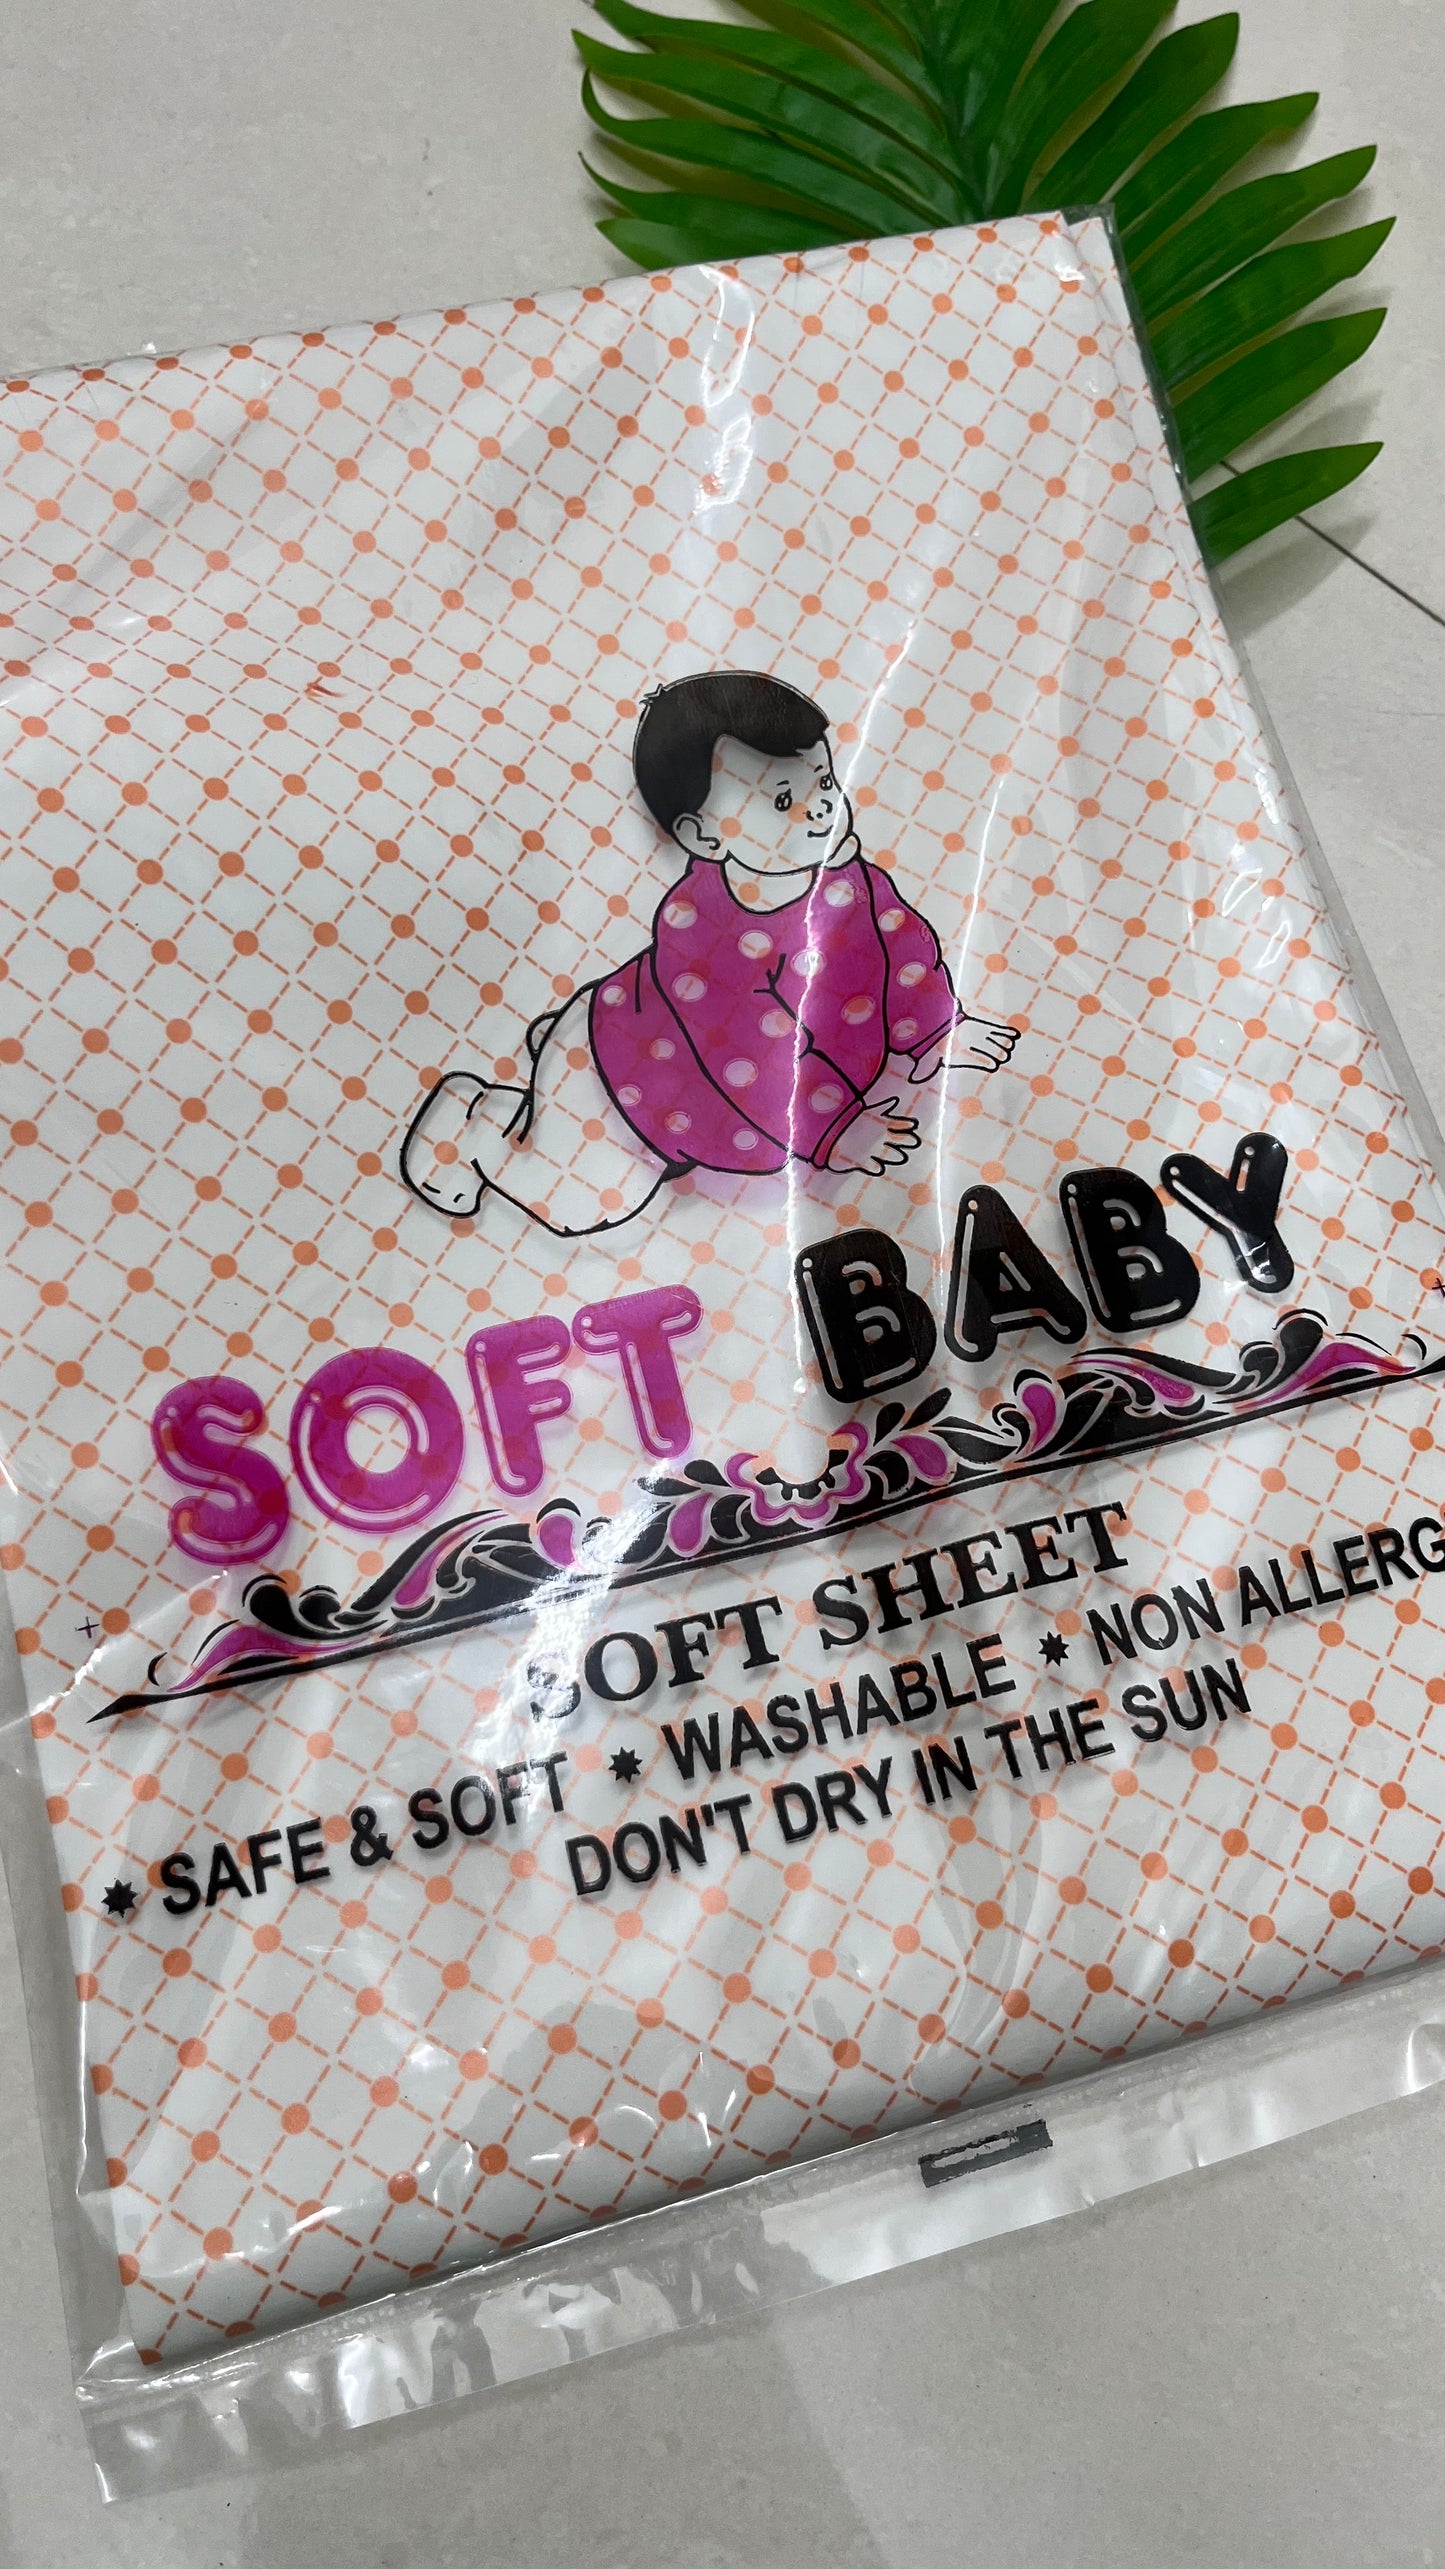 SOFT BABY
SOFT SHEET
* SAFE & SOFT * WASHABLE * NON ALLERG
DON'T DRY IN THE SUN